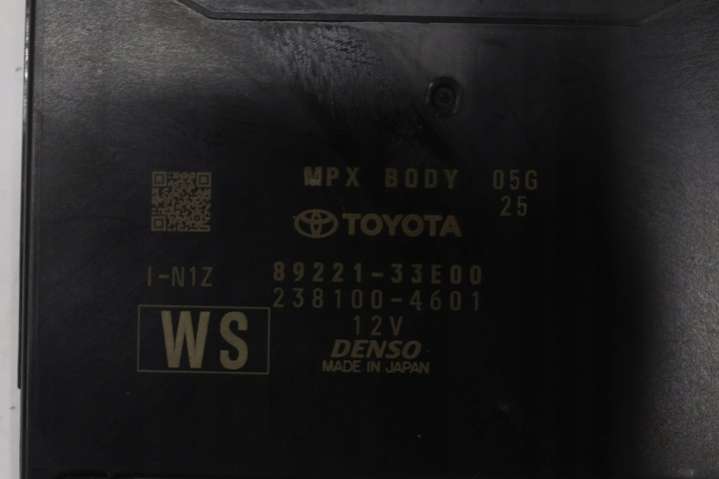 MPX BODY 05G
25
TOYOTA
I-N1Z
89221-33E00
238100-4601
12V
WS
DENSO
MADE IN JAPAN